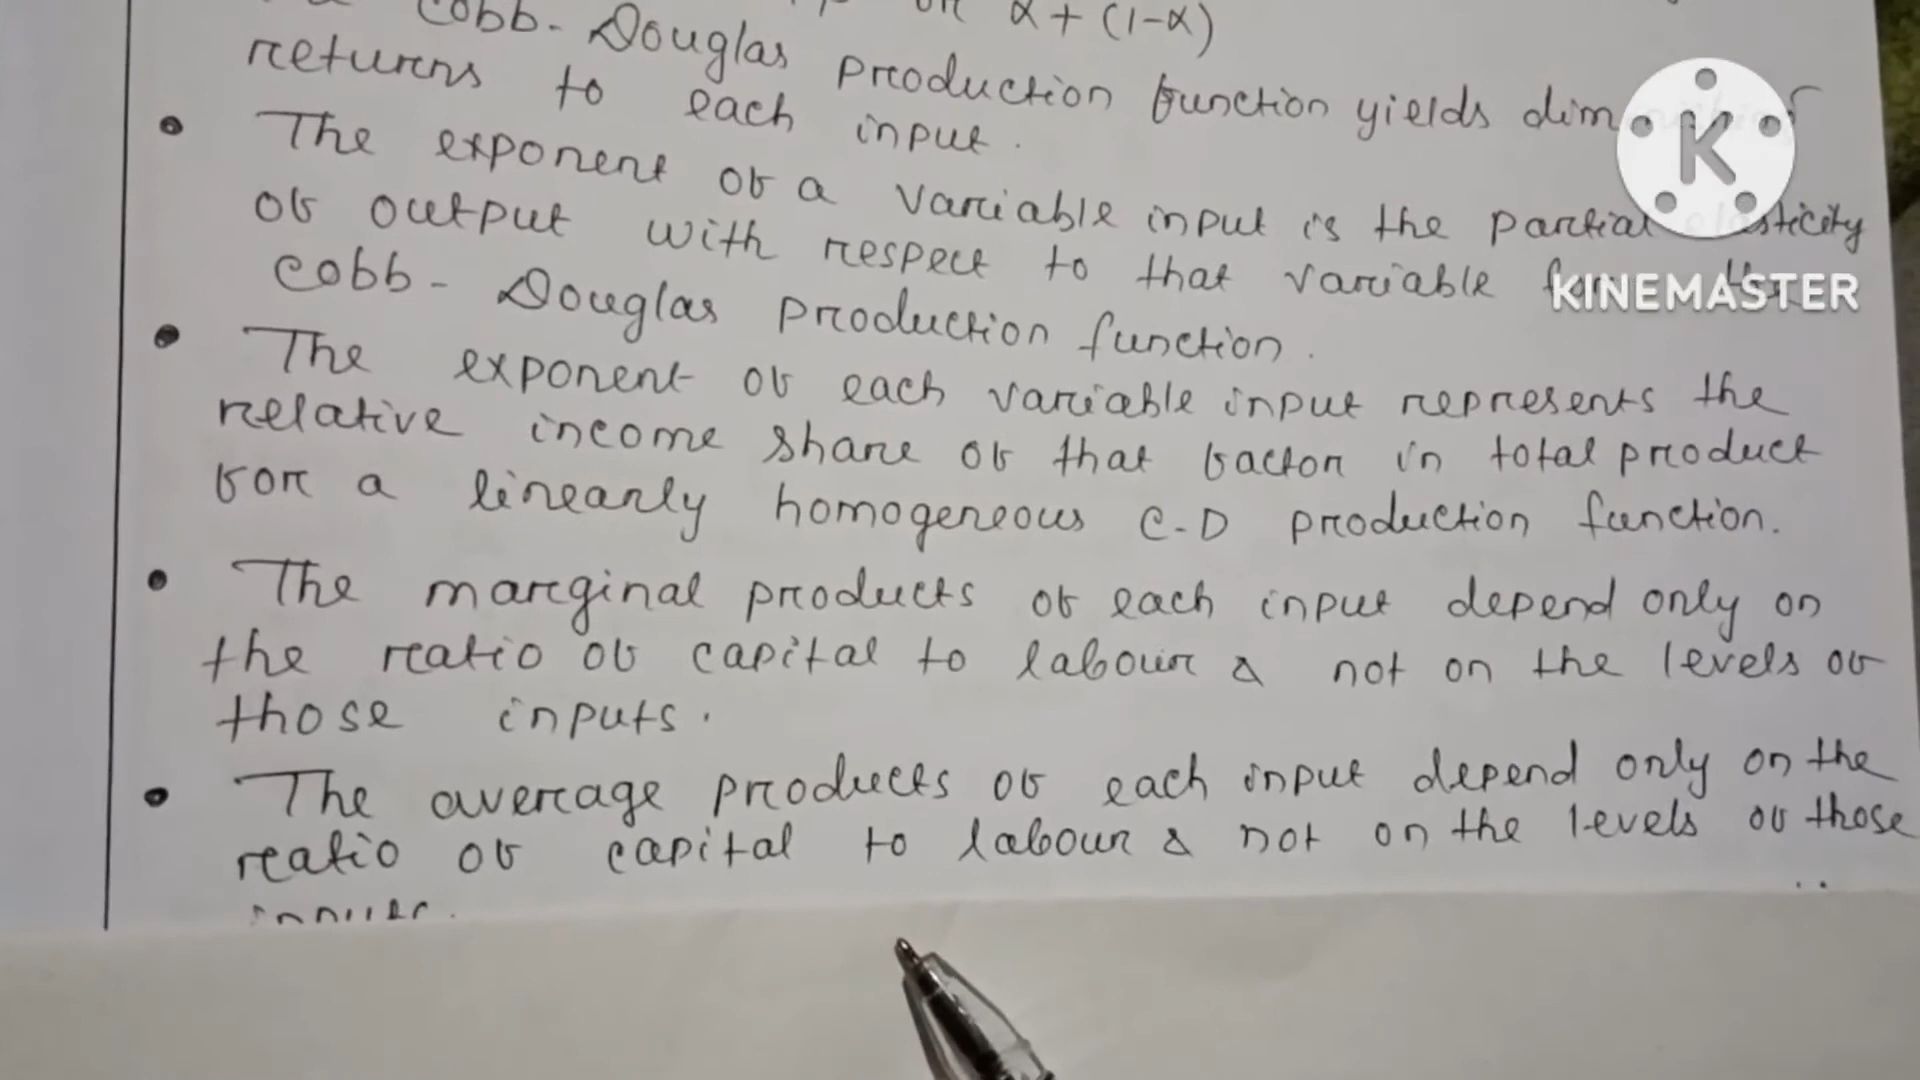 or α + (1-α)
Cobb-Douglas production function yields
returns to each input.
• The exponent of a variable input is the partial elasticity
of output with respect to that variable for the
Cobb-Douglas production function.
• The exponent of each variable input represents the
relative income share of that factor in total product
for a linearly homogeneous C-D production function.
• The marginal products of each input depend only on
the ratio of capital to labour & not on the levels of
those inputs.
• The average products of each input depend only on the
ratio of capital to labour & not on the levels of those
inputs.
K
KINEMASTER